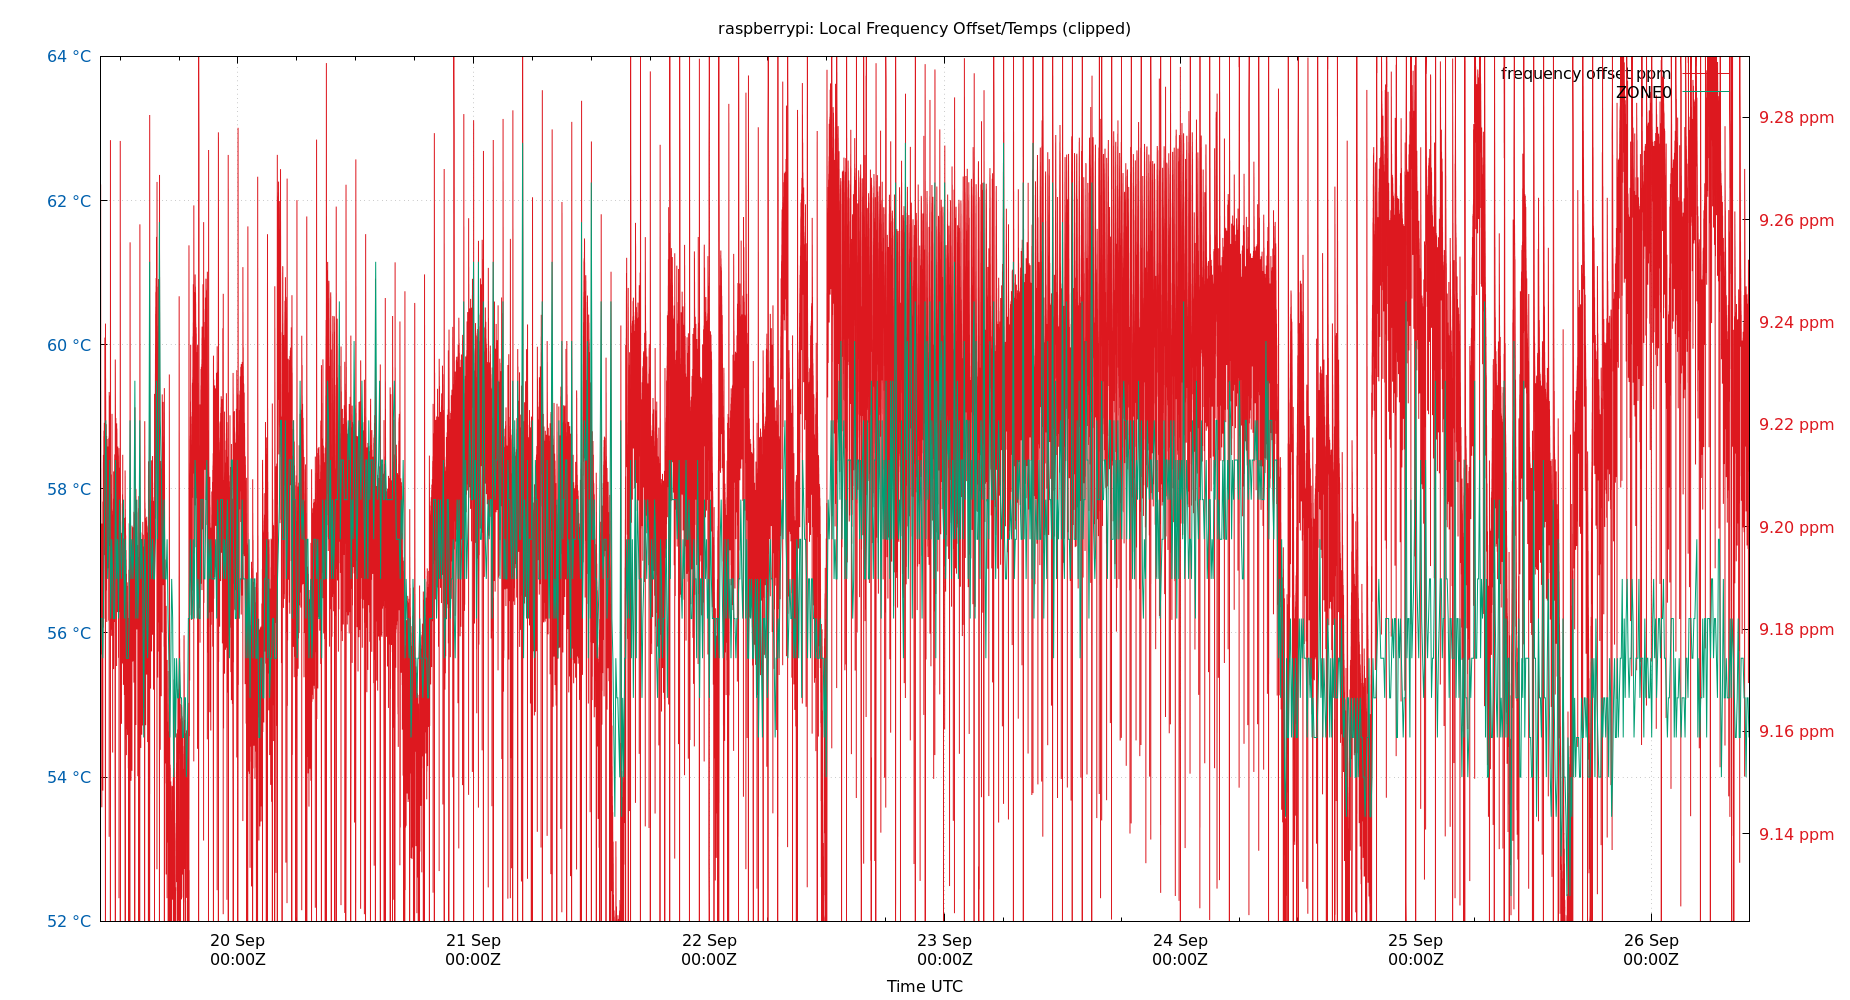 raspberrypi: Local Frequency Offset/Temps (clipped)
64 °C
62 °C
60 °C
58 °C
56 °C
54 °C
52 °C
frequency offset ppm
ZONE0
9.28 ppm
9.26 ppm
9.24 ppm
9.22 ppm
9.20 ppm
9.18 ppm
9.16 ppm
9.14 ppm
20 Sep
00:00Z
21 Sep
00:00Z
22 Sep
00:00Z
23 Sep
00:00Z
24 Sep
00:00Z
25 Sep
00:00Z
26 Sep
00:00Z
Time UTC